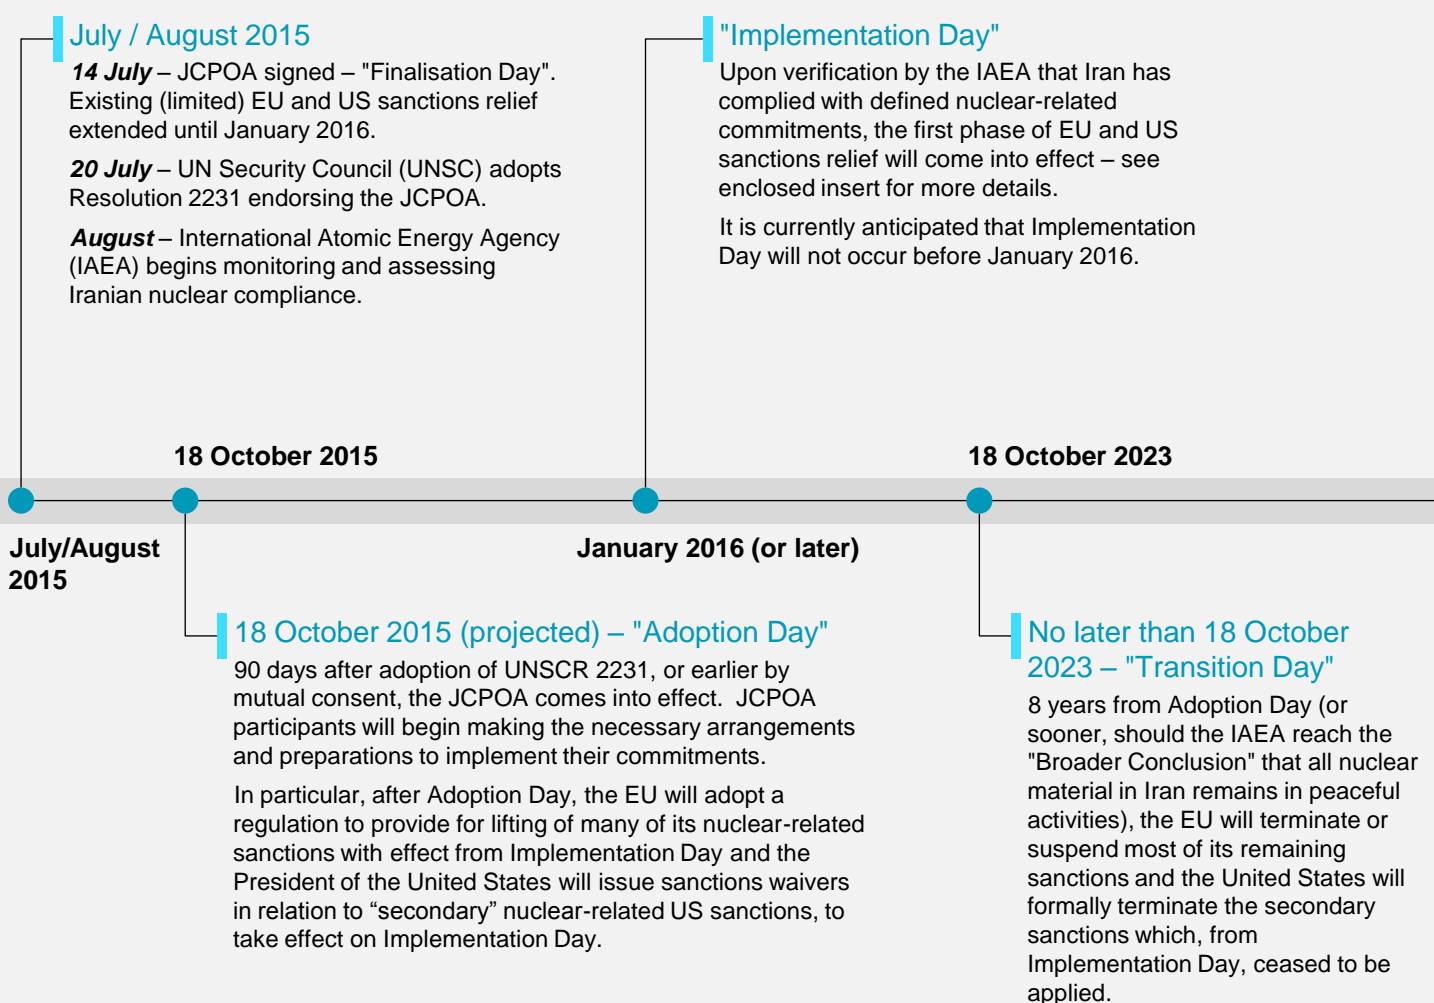 July / August 2015
14 July – JCPOA signed – "Finalisation Day".
Existing (limited) EU and US sanctions relief
extended until January 2016.
20 July – UN Security Council (UNSC) adopts
Resolution 2231 endorsing the JCPOA.
August – International Atomic Energy Agency
(IAEA) begins monitoring and assessing
Iranian nuclear compliance.
"Implementation Day"
Upon verification by the IAEA that Iran has
complied with defined nuclear-related
commitments, the first phase of EU and US
sanctions relief will come into effect – see
enclosed insert for more details.
It is currently anticipated that Implementation
Day will not occur before January 2016.
18 October 2015
18 October 2023
July/August
2015
January 2016 (or later)
18 October 2015 (projected) – "Adoption Day"
90 days after adoption of UNSCR 2231, or earlier by
mutual consent, the JCPOA comes into effect.  JCPOA
participants will begin making the necessary arrangements
and preparations to implement their commitments.
In particular, after Adoption Day, the EU will adopt a
regulation to provide for lifting of many of its nuclear-related
sanctions with effect from Implementation Day and the
President of the United States will issue sanctions waivers
in relation to “secondary” nuclear-related US sanctions, to
take effect on Implementation Day.
No later than 18 October
2023 – "Transition Day"
8 years from Adoption Day (or
sooner, should the IAEA reach the
"Broader Conclusion" that all nuclear
material in Iran remains in peaceful
activities), the EU will terminate or
suspend most of its remaining
sanctions and the United States will
formally terminate the secondary
sanctions which, from
Implementation Day, ceased to be
applied.